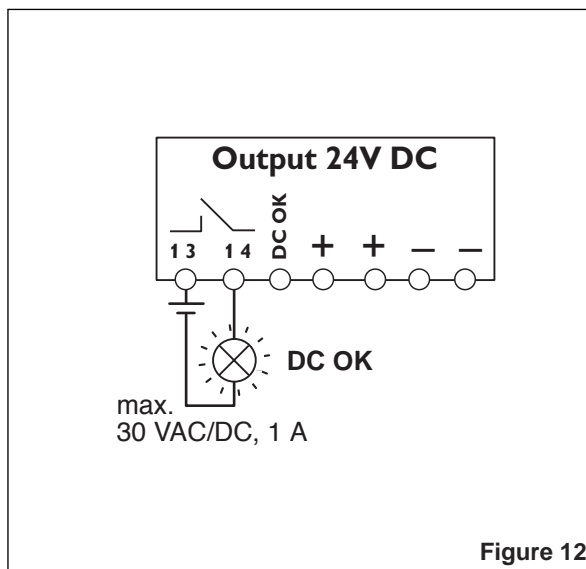 Output 24V DC
13 14 DC OK + + – –
DC OK
max.
30 VAC/DC, 1 A
Figure 12